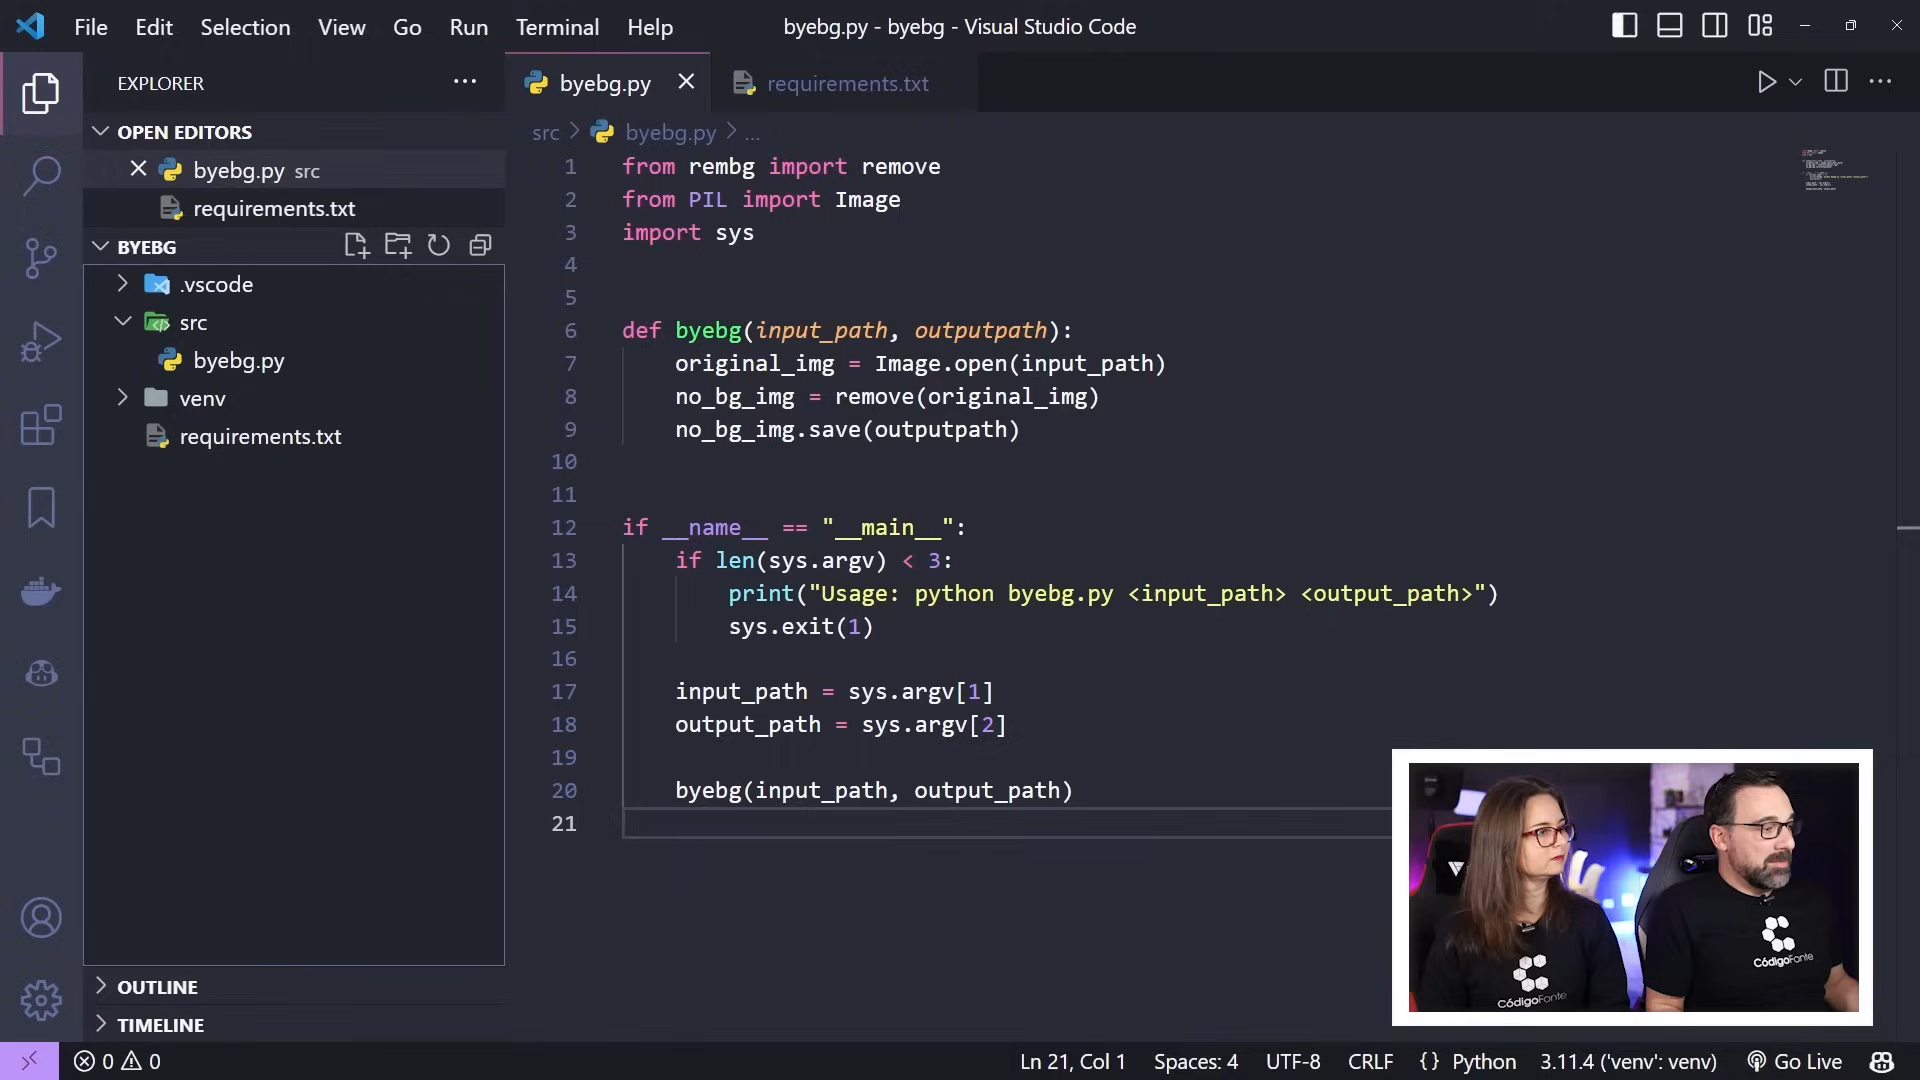 File Edit Selection View Go Run Terminal Help
byebg.py - byebg - Visual Studio Code
EXPLORER
OPEN EDITORS
byebg.py src
requirements.txt
BYEBG
.vscode
src
byebg.py
venv
requirements.txt
OUTLINE
TIMELINE
byebg.py
requirements.txt
src > byebg.py > ...
1 from rembg import remove
2 from PIL import Image
3 import sys
4
5
6 def byebg(input_path, outputpath):
7 original_img = Image.open(input_path)
8 no_bg_img = remove(original_img)
9 no_bg_img.save(outputpath)
10
11
12 if __name__ == "__main__":
13 if len(sys.argv) < 3:
14 print("Usage: python byebg.py <input_path> <output_path>")
15 sys.exit(1)
16
17 input_path = sys.argv[1]
18 output_path = sys.argv[2]
19
20 byebg(input_path, output_path)
21
CódigoFonte
CódigoFonte
0 0
Ln 21, Col 1 Spaces: 4 UTF-8 CRLF {} Python 3.11.4 ('venv': venv) Go Live